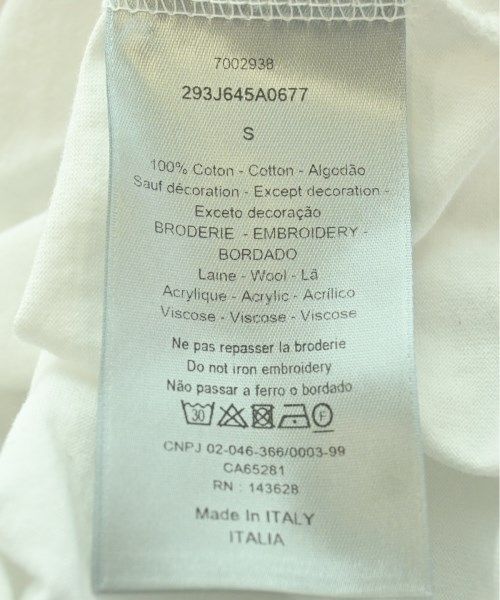 7002938
293J645A0677
S
100% Coton - Cotton - Algodão
Sauf décoration - Except decoration -
Exceto decoração
BRODERIE - EMBROIDERY -
BORDADO
Laine - Wool - Lã
Acrylique - Acrylic - Acrílico
Viscose - Viscose - Viscose
Ne pas repasser la broderie
Do not iron embroidery
Não passar a ferro o bordado
30 F
CNPJ 02-046-366/0003-99
CA65281
RN : 143628
Made In ITALY
ITALIA